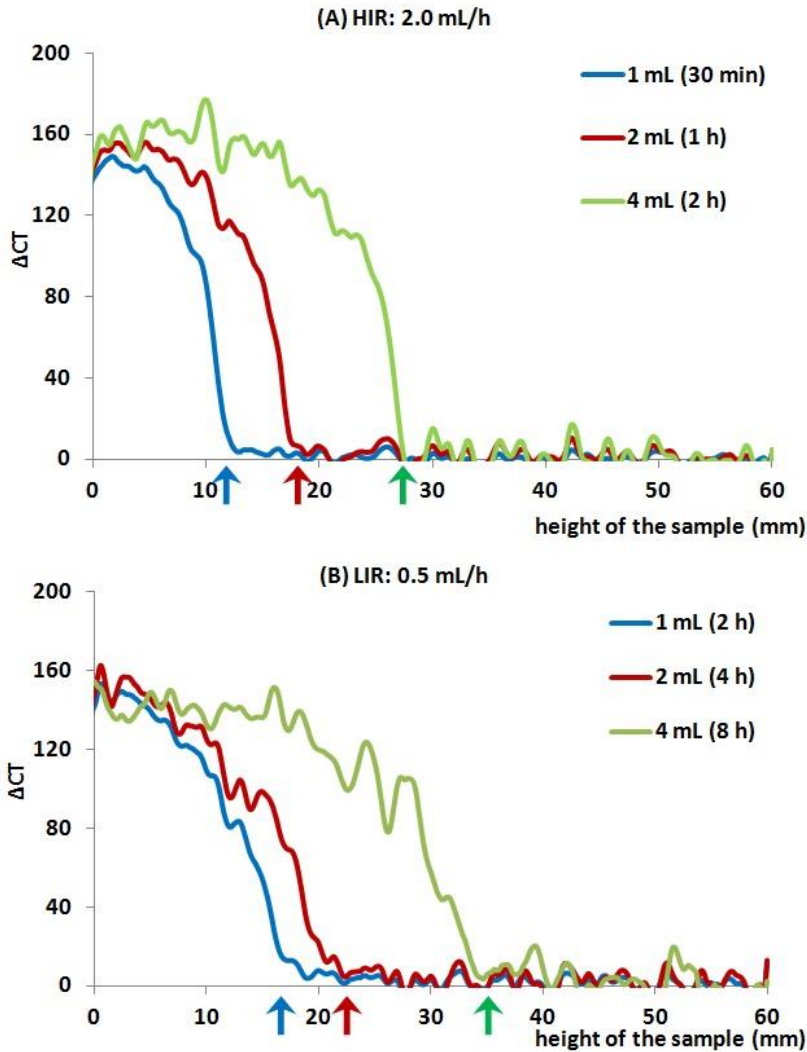 (A) HIR: 2.0 mL/h
200
160
120
80
40
0
ΔCT
1 mL (30 min)
2 mL (1 h)
4 mL (2 h)
0 10 20 30 40 50 60
height of the sample (mm)
(B) LIR: 0.5 mL/h
200
160
120
80
40
0
ΔCT
1 mL (2 h)
2 mL (4 h)
4 mL (8 h)
0 10 20 30 40 50 60
height of the sample (mm)